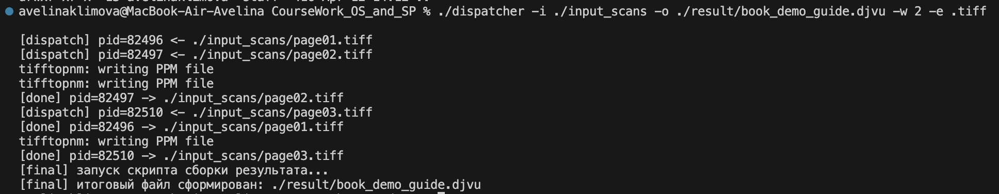 avelinaklimova@MacBook-Air-Avelina CourseWork_OS_and_SP % ./dispatcher -i ./input_scans -o ./result/book_demo_guide.djvu -w 2 -e .tiff
[dispatch] pid=82496 <- ./input_scans/page01.tiff
[dispatch] pid=82497 <- ./input_scans/page02.tiff
tifftopnm: writing PPM file
tifftopnm: writing PPM file
[done] pid=82497 -> ./input_scans/page02.tiff
[dispatch] pid=82510 <- ./input_scans/page03.tiff
[done] pid=82496 -> ./input_scans/page01.tiff
tifftopnm: writing PPM file
[done] pid=82510 -> ./input_scans/page03.tiff
[final] запуск скрипта сборки результата...
[final] итоговый файл сформирован: ./result/book_demo_guide.djvu